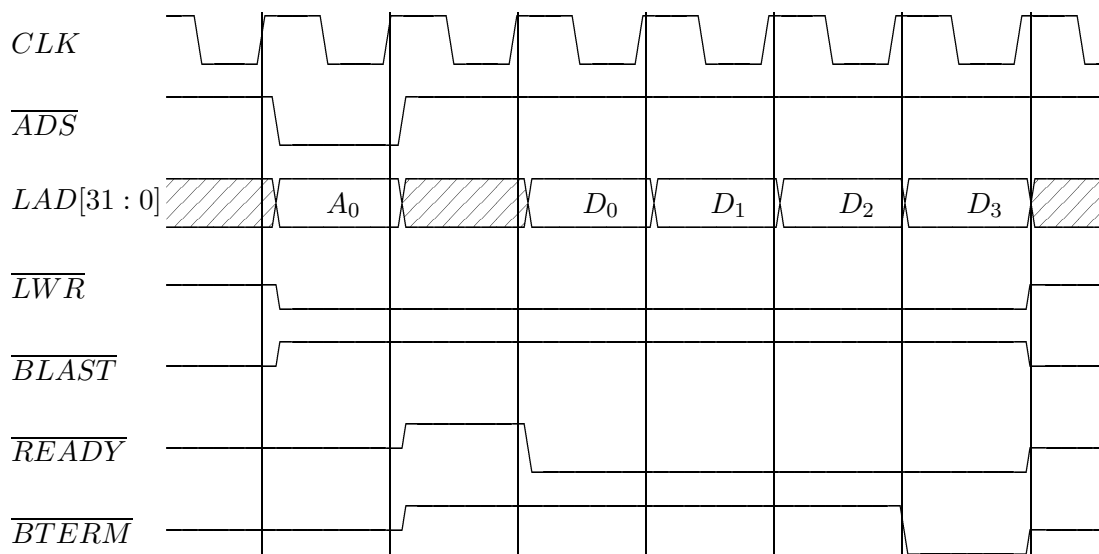 CLK
ADS
LAD[31 : 0] A0 D0 D1 D2 D3
LWR
BLAST
READY
BTERM